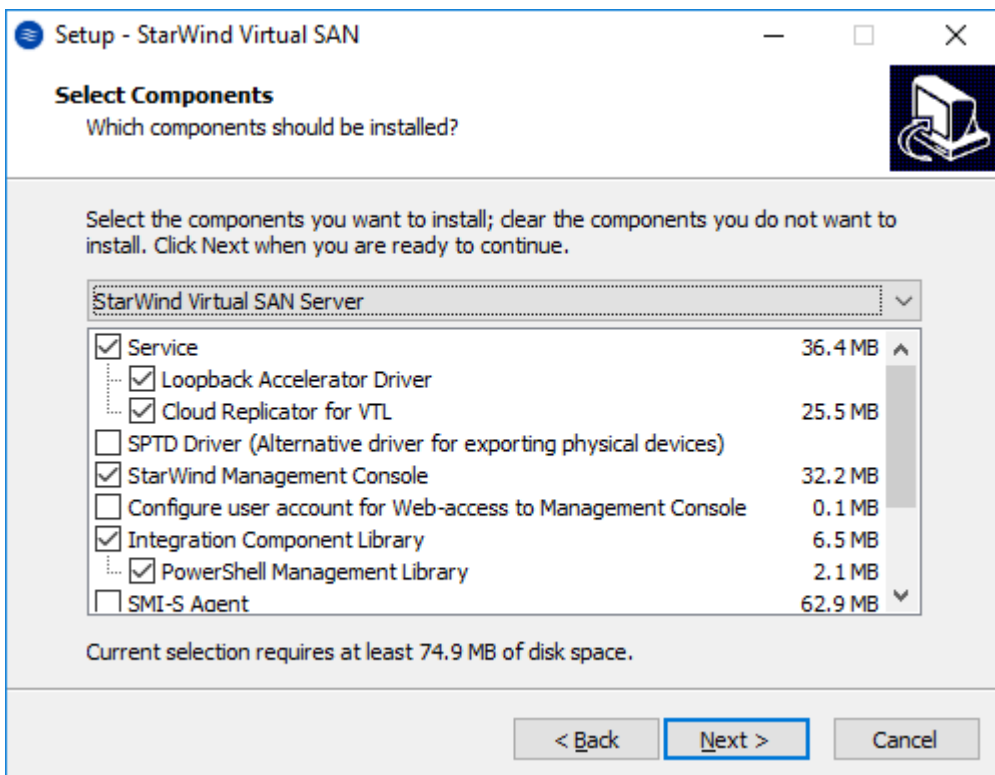 Setup - StarWind Virtual SAN
Select Components
Which components should be installed?
Select the components you want to install; clear the components you do not want to
install. Click Next when you are ready to continue.
StarWind Virtual SAN Server
Service 36.4 MB
Loopback Accelerator Driver
Cloud Replicator for VTL 25.5 MB
SPTD Driver (Alternative driver for exporting physical devices)
StarWind Management Console 32.2 MB
Configure user account for Web-access to Management Console 0.1 MB
Integration Component Library 6.5 MB
PowerShell Management Library 2.1 MB
SMI-S Agent 62.9 MB
Current selection requires at least 74.9 MB of disk space.
< Back Next > Cancel